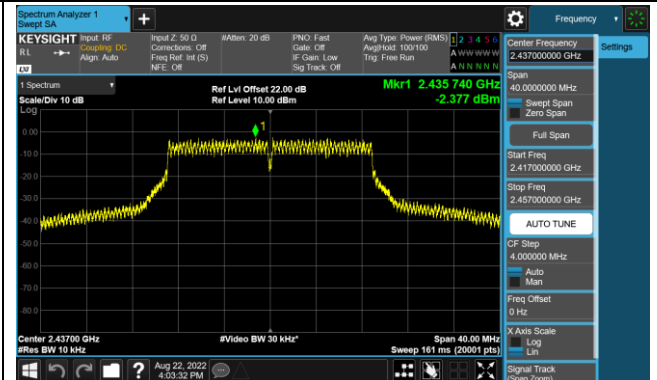 Spectrum Analyzer 1
Swept SA
+
Frequency
KEYSIGHT
RL
LXI
Input: RF
Coupling: DC
Align: Auto
Input Z: 50 Ω
Corrections: Off
Freq Ref: Int (S)
NFE: Off
#Atten: 20 dB
PNO: Fast
Gate: Off
IF Gain: Low
Sig Track: Off
Avg Type: Power (RMS)
Avg|Hold: 100/100
Trig: Free Run
1 2 3 4 5 6
A W W W W W
A N N N N N
1 Spectrum
Scale/Div 10 dB
Log
Ref Lvl Offset 22.00 dB
Ref Level 10.00 dBm
Mkr1 2.435 740 GHz
-2.377 dBm
1
0.00
-10.0
-20.0
-30.0
-40.0
-50.0
-60.0
-70.0
-80.0
Center 2.43700 GHz
#Res BW 10 kHz
#Video BW 30 kHz*
Span 40.00 MHz
Sweep 161 ms (20001 pts)
Center Frequency
2.437000000 GHz
Settings
Span
40.0000000 MHz
Swept Span
Zero Span
Full Span
Start Freq
2.417000000 GHz
Stop Freq
2.457000000 GHz
AUTO TUNE
CF Step
4.000000 MHz
Auto
Man
Freq Offset
0 Hz
X Axis Scale
Log
Lin
Signal Track
(Span Zoom)
?
Aug 22, 2022
4:03:32 PM